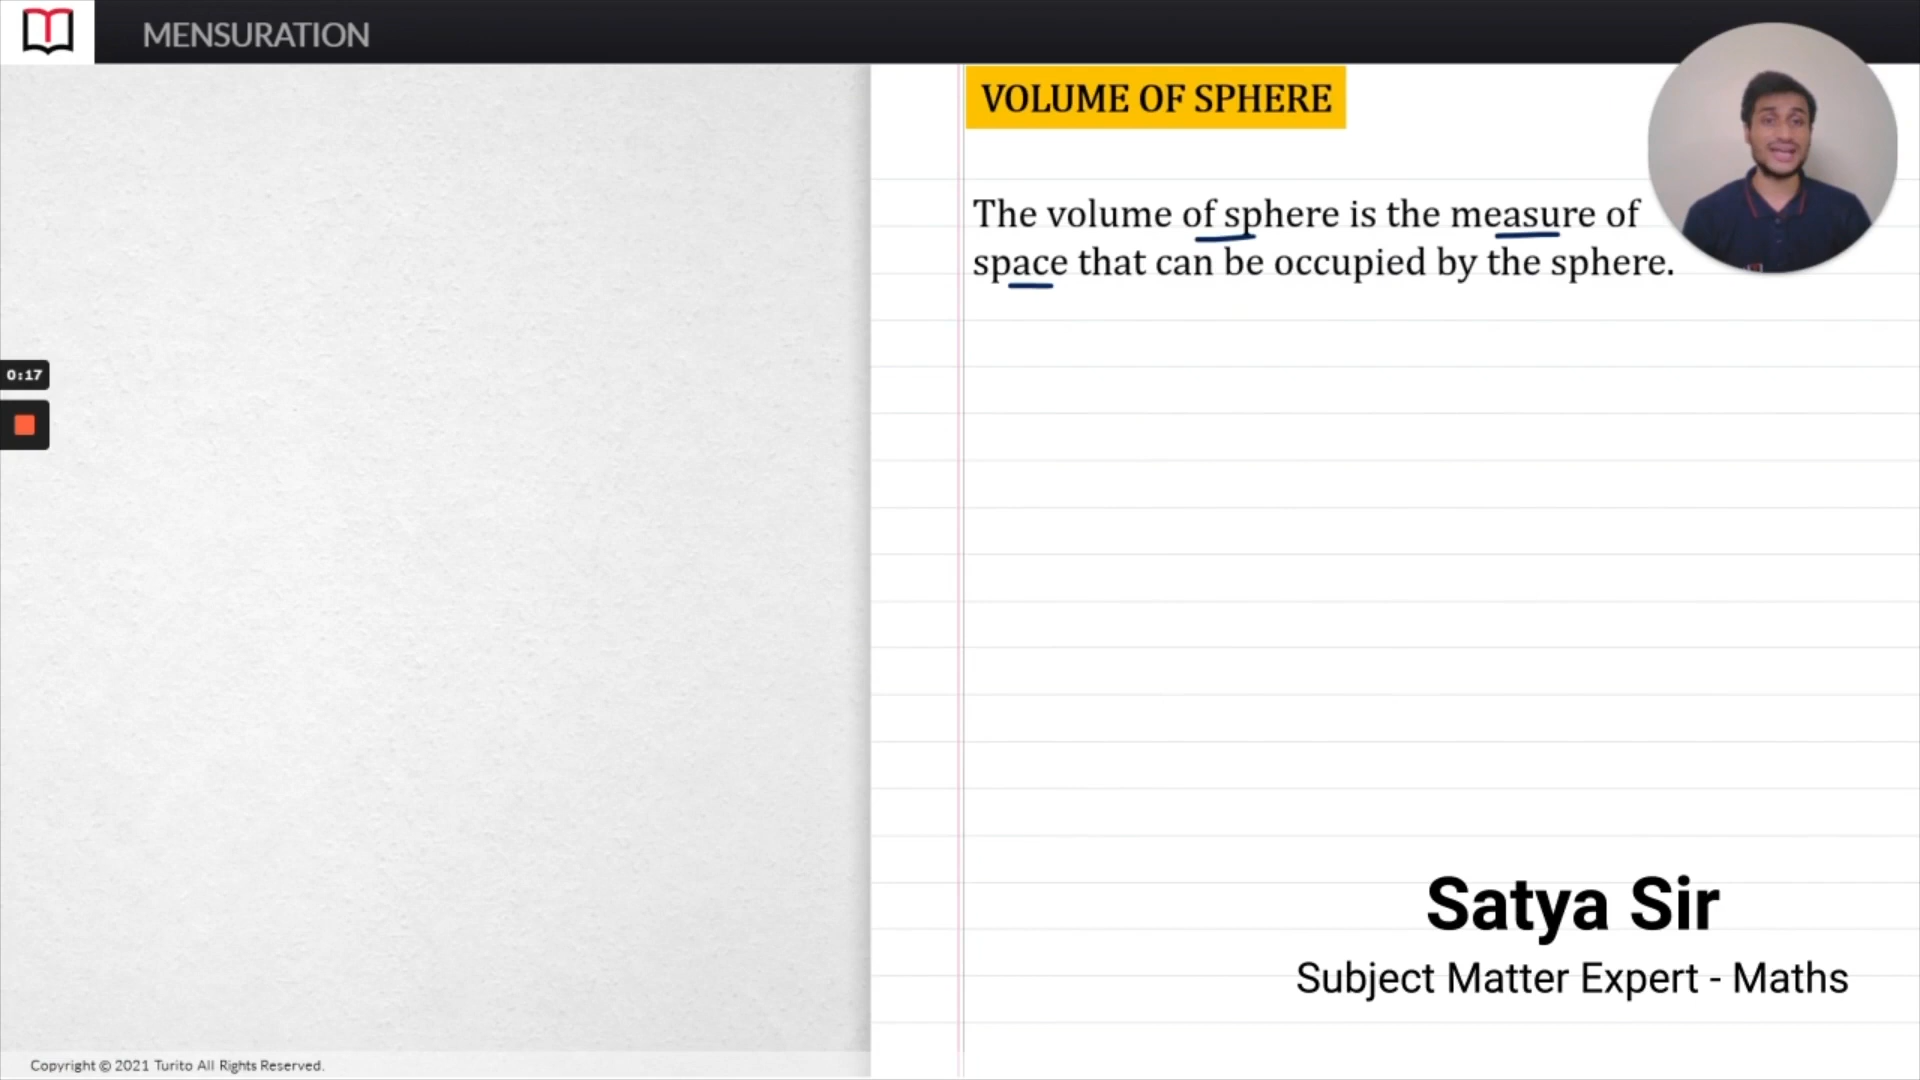 MENSURATION
VOLUME OF SPHERE
The volume of sphere is the measure of
space that can be occupied by the sphere.
0:17
Satya Sir
Subject Matter Expert - Maths
Copyright © 2021 Turito All Rights Reserved.